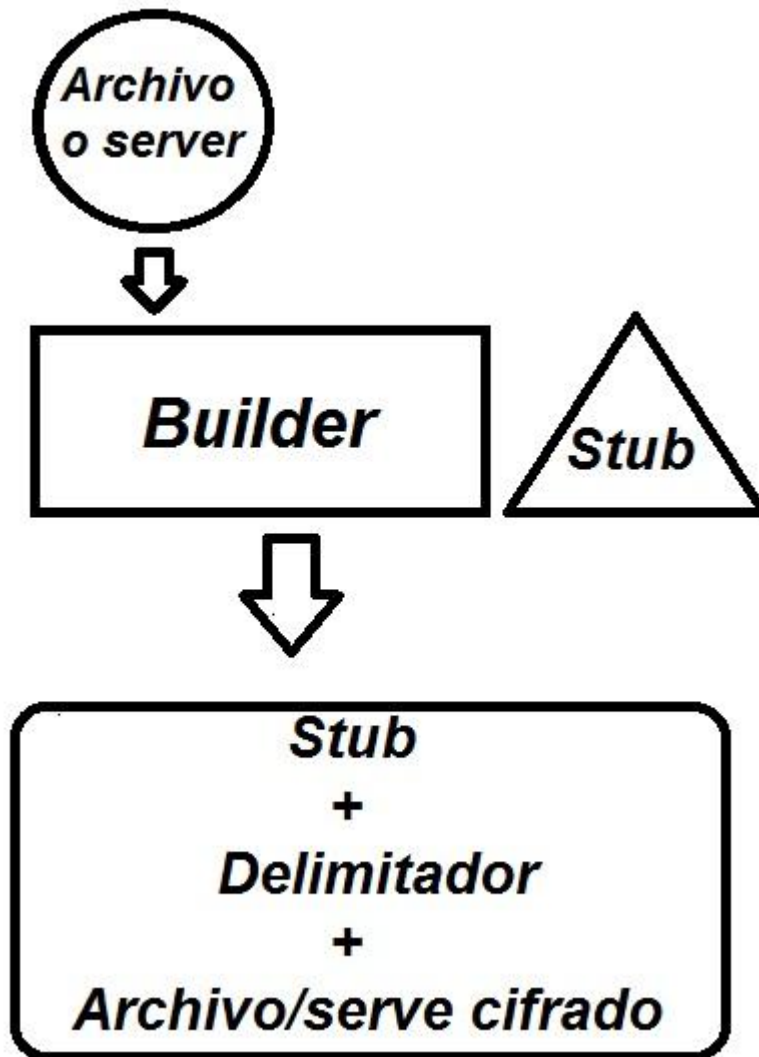 Archivo
o server
Builder
Stub
Stub
+
Delimitador
+
Archivo/serve cifrado